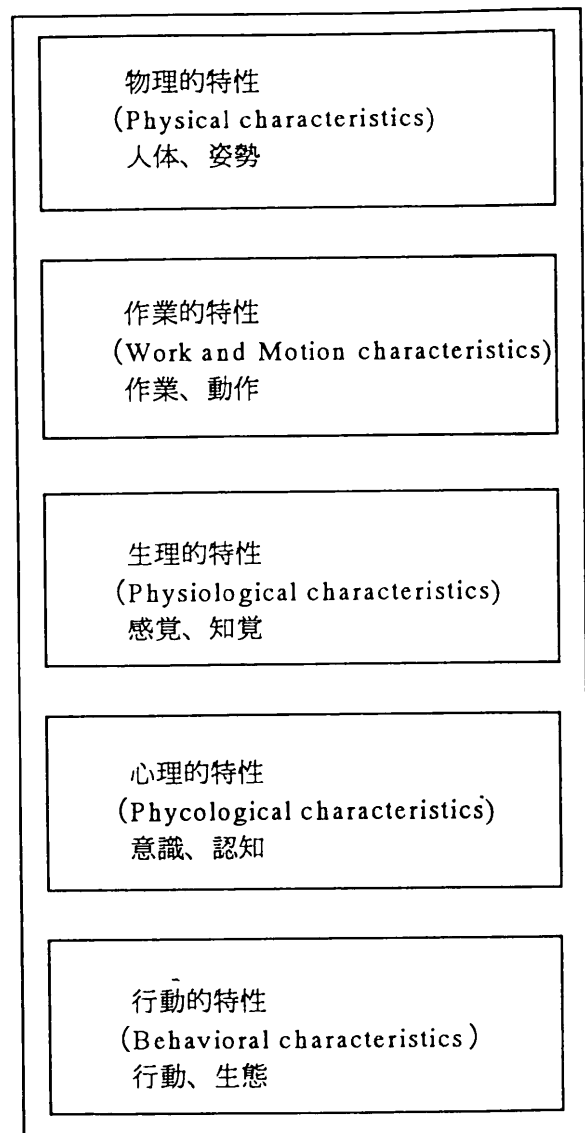 物理的特性
(Physical characteristics)
人体、姿勢
作業的特性
(Work and Motion characteristics)
作業、動作
生理的特性
(Physiological characteristics)
感覚、知覚
心理的特性
(Phycological characteristics)
意識、認知
行動的特性
(Behavioral characteristics)
行動、生態